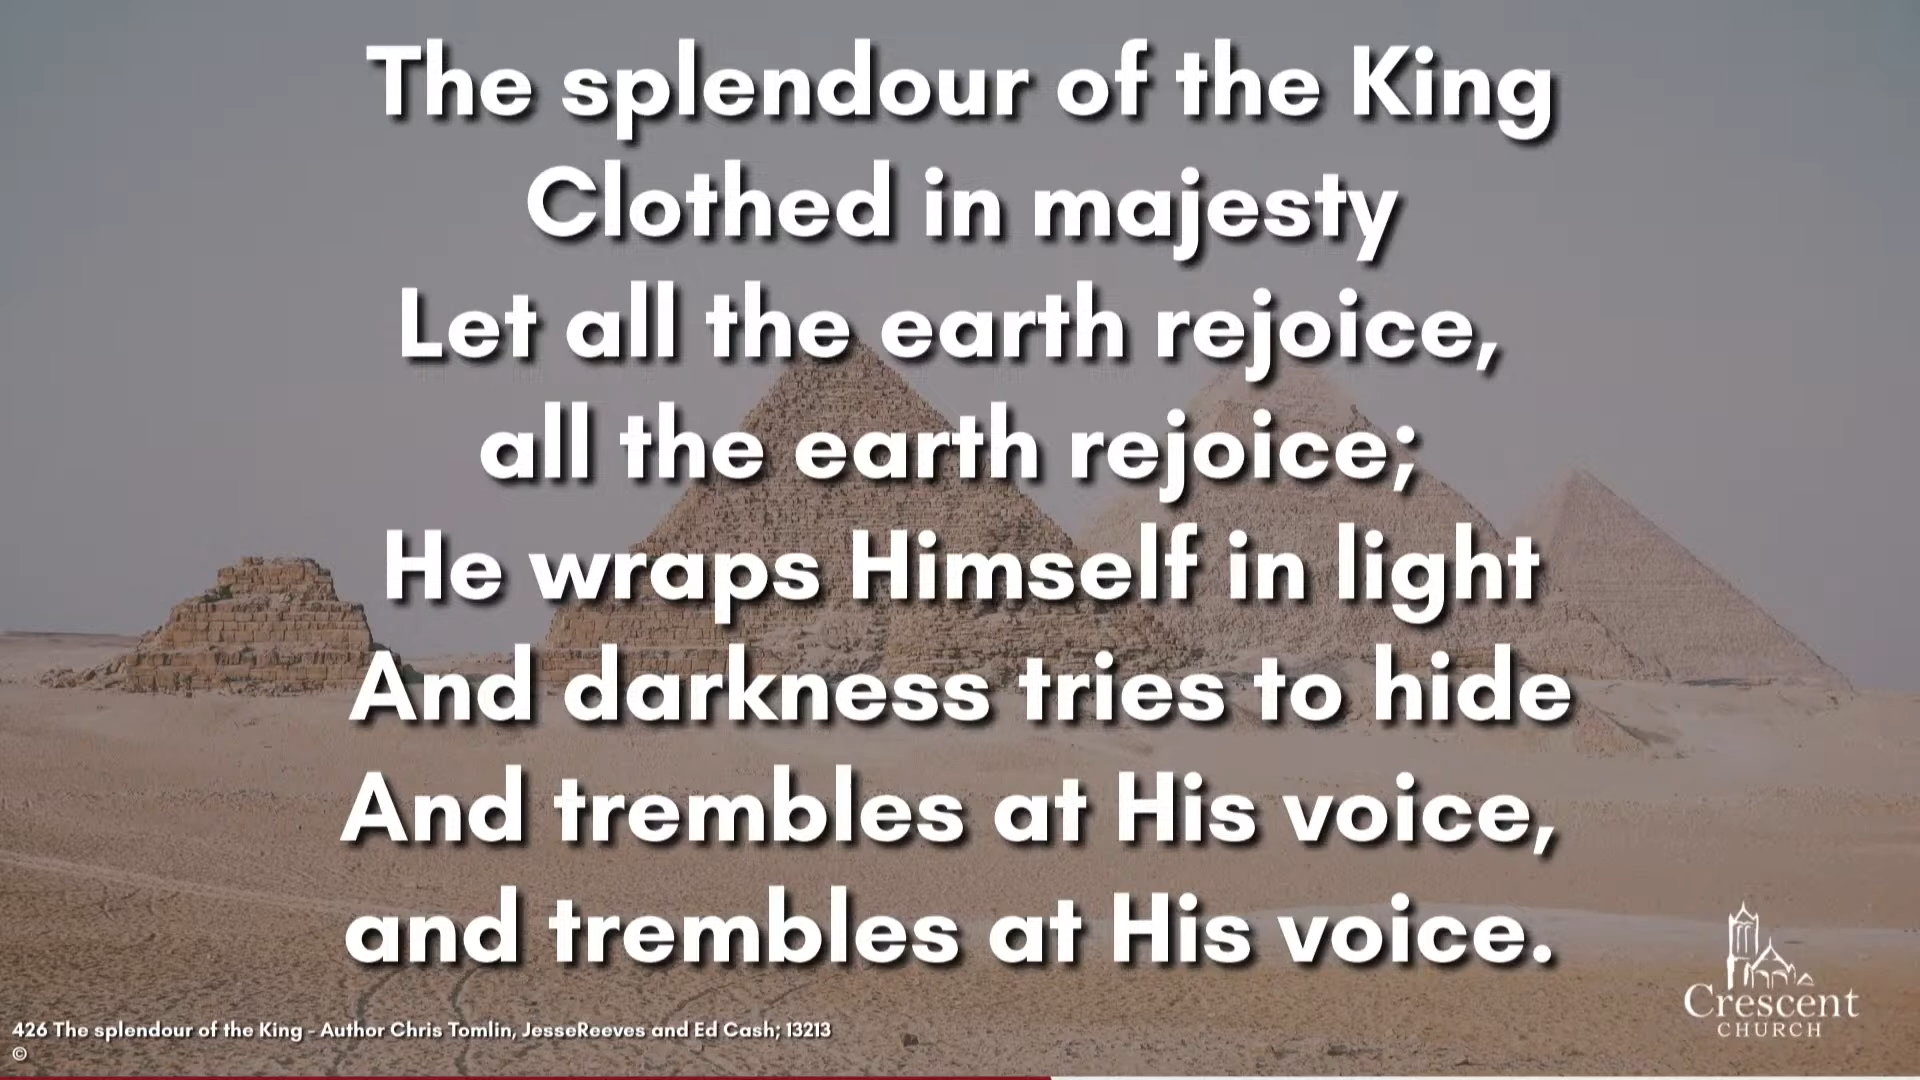 The splendour of the King
Clothed in majesty
Let all the earth rejoice,
all the earth rejoice;
He wraps Himself in light
And darkness tries to hide
And trembles at His voice,
and trembles at His voice.
426 The splendour of the King - Author Chris Tomlin, JesseReeves and Ed Cash; 13213
©
Crescent
CHURCH